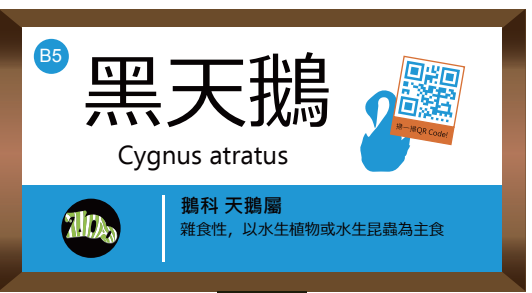 B5
黑天鵝
Cygnus atratus
掃一掃QR Code!
鵝科 天鵝屬
雜食性，以水生植物或水生昆蟲為主食
ZOO